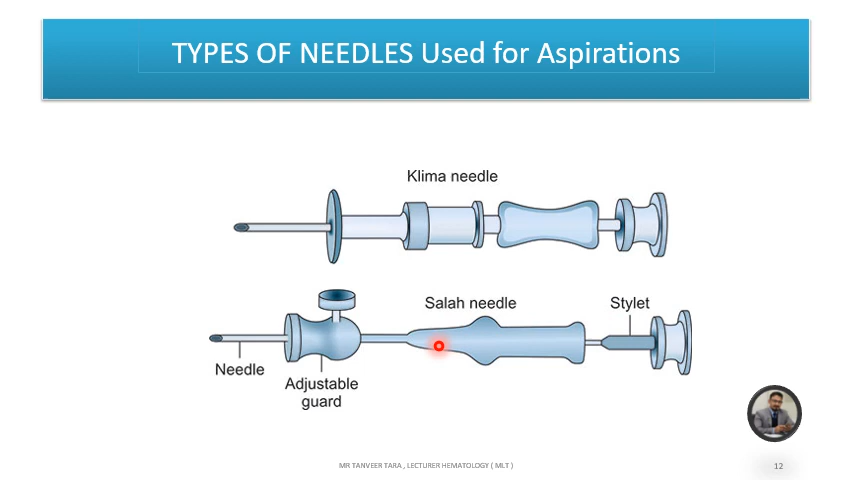 TYPES OF NEEDLES Used for Aspirations
Klima needle
Salah needle
Stylet
Needle
Adjustable
guard
MR TANVEER TARA , LECTURER HEMATOLOGY ( MLT )
12